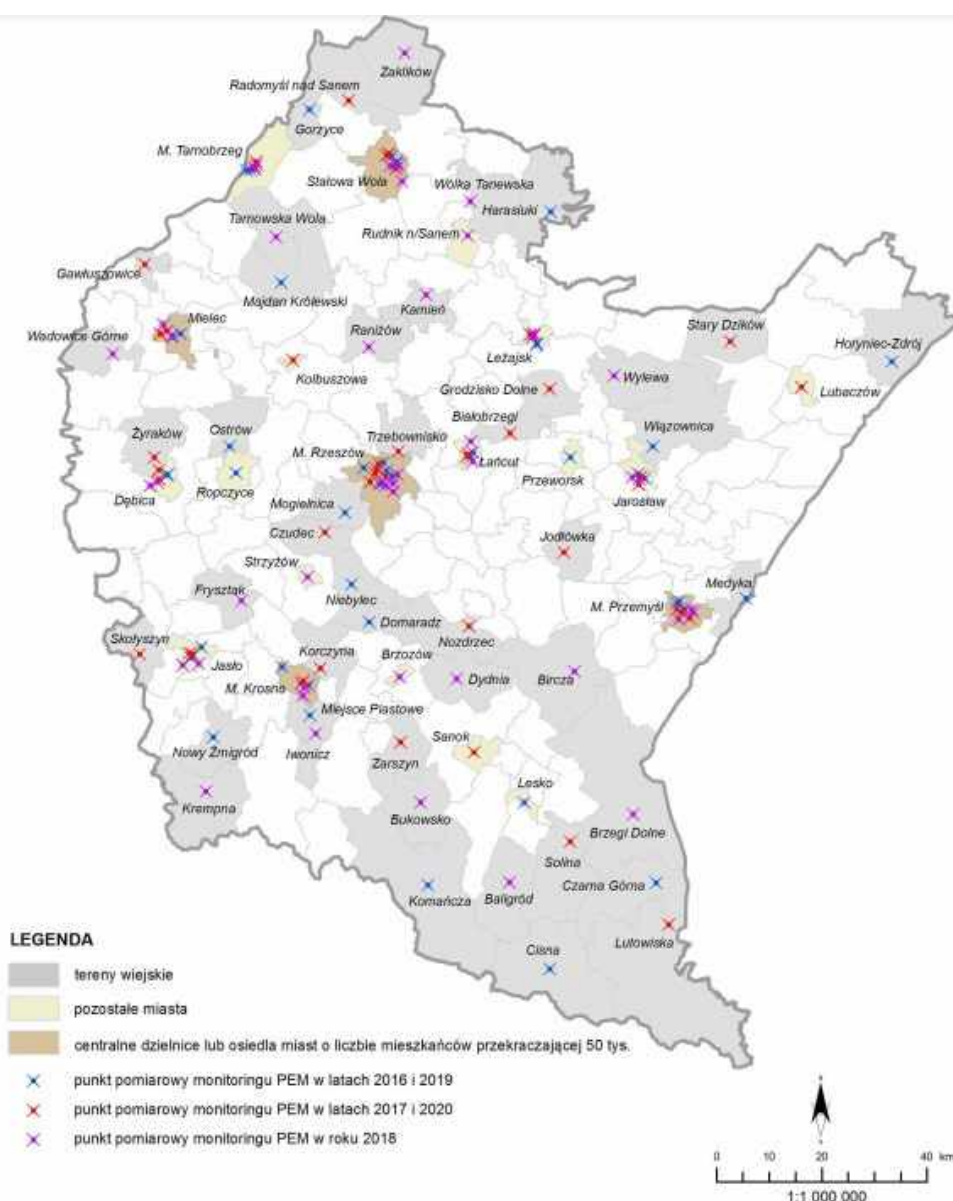 Zaklików
Radomyśl nad Sanem
Gorzyce
M. Tarnobrzeg
Stalowa Wola
Wólka Tanewska
Harasiuki
Tarnowska Wola
Rudnik n/Sanem
Gawłuszowice
Majdan Królewski
Kamień
Mielec
Raniżów
Stary Dzików
Wadowice Górne
Leżajsk
Horyniec-Zdrój
Kolbuszowa
Grodzisko Dolne
Wylewa
Lubaczów
Białobrzegi
Żyraków
Ostrów
Trzebownisko
Wiązownica
M. Rzeszów
Łańcut
Przeworsk
Dębica
Ropczyce
Jarosław
Mogielnica
Czudec
Jodłówka
Strzyżów
Medyka
Frysztak
Niebylec
M. Przemyśl
Domaradz
Skołyszyn
Nozdrzec
Korczyna
Brzozów
Jasło
M. Krosno
Dydnia
Bircza
Miejsce Piastowe
Sanok
Nowy Żmigród
Iwonicz
Zarszyn
Lesko
Krempna
Bukowsko
Brzegi Dolne
Solina
Komańcza
Baligród
Czarna Górna
Lutowiska
Cisna
LEGENDA
tereny wiejskie
pozostałe miasta
centralne dzielnice lub osiedla miast o liczbie mieszkańców przekraczającej 50 tys.
punkt pomiarowy monitoringu PEM w latach 2016 i 2019
punkt pomiarowy monitoringu PEM w latach 2017 i 2020
punkt pomiarowy monitoringu PEM w roku 2018
0 10 20 40 km
1:1 000 000